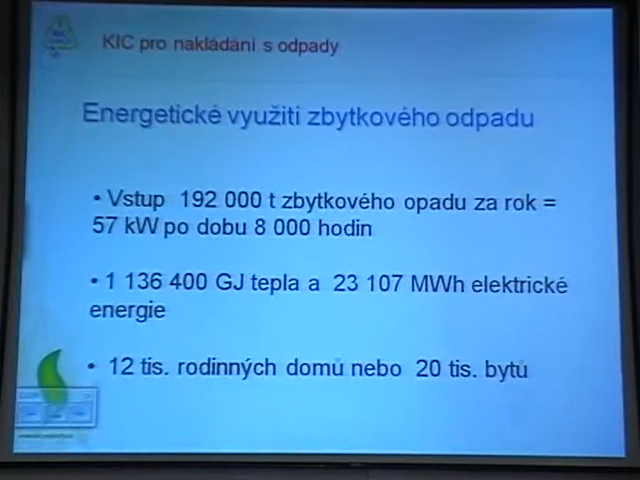 KIC pro nakládání s odpady
Energetické využití zbytkového odpadu
• Vstup 192 000 t zbytkového opadu za rok =
57 kW po dobu 8 000 hodin
• 1 136 400 GJ tepla a 23 107 MWh elektrické
energie
• 12 tis. rodinných domů nebo 20 tis. bytů